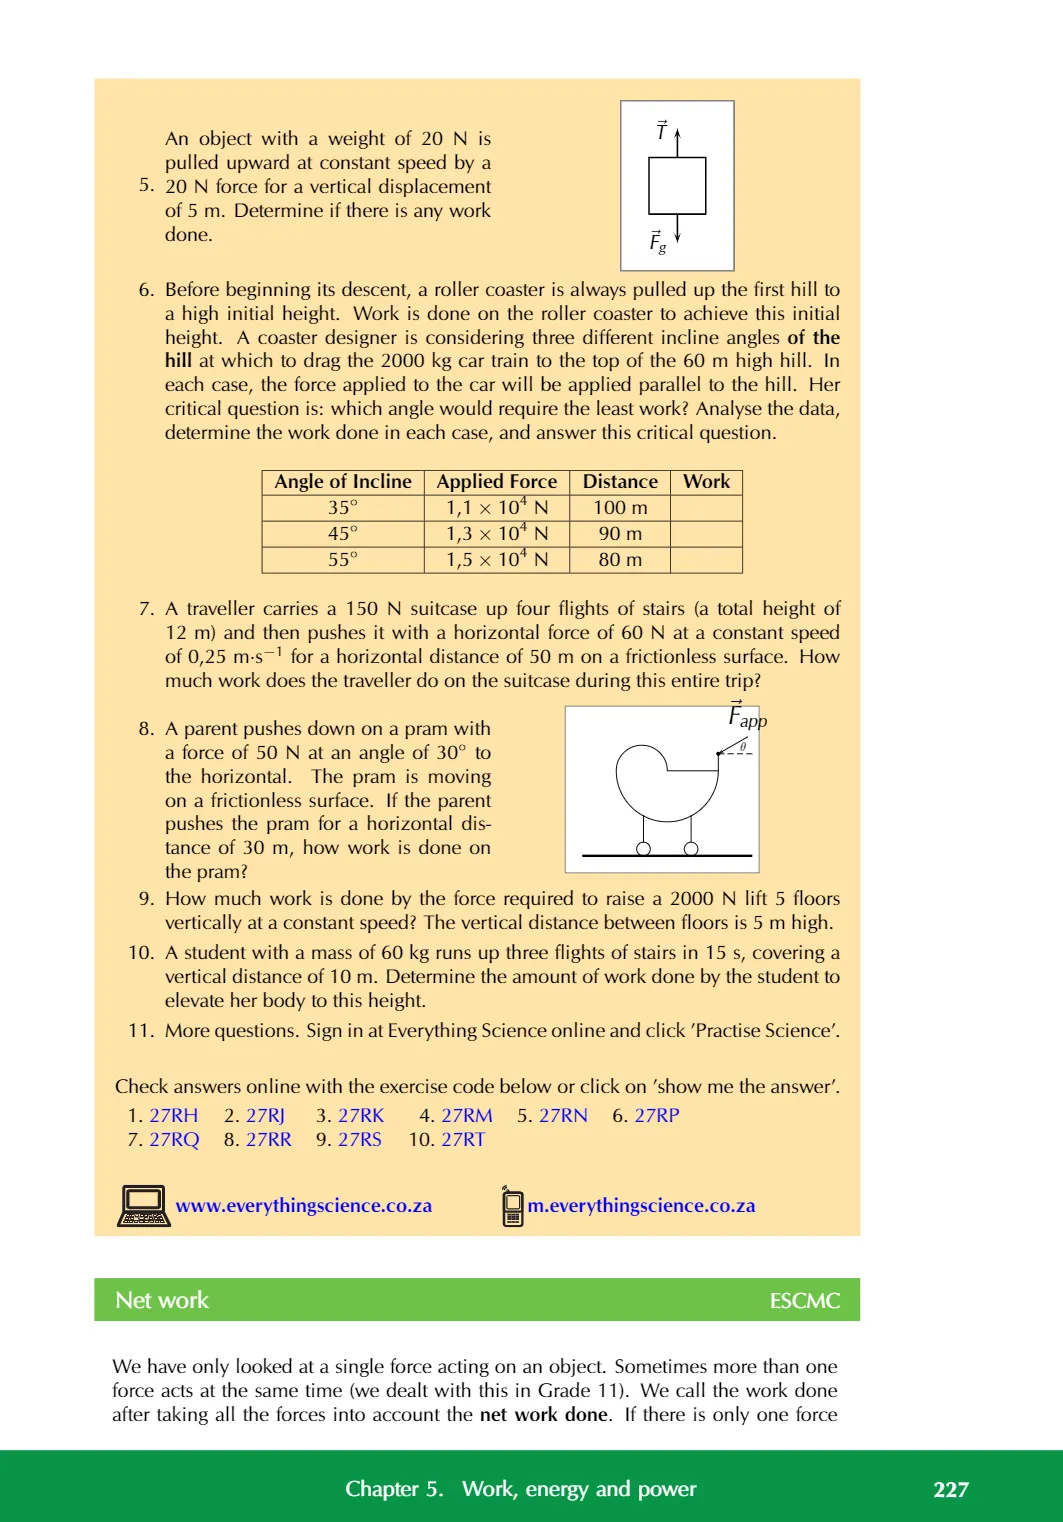 An object with a weight of 20 N is
pulled upward at constant speed by a
5. 20 N force for a vertical displacement
of 5 m. Determine if there is any work
done.
T⃗
F⃗g
6. Before beginning its descent, a roller coaster is always pulled up the first hill to
a high initial height. Work is done on the roller coaster to achieve this initial
height. A coaster designer is considering three different incline angles of the
hill at which to drag the 2000 kg car train to the top of the 60 m high hill. In
each case, the force applied to the car will be applied parallel to the hill. Her
critical question is: which angle would require the least work? Analyse the data,
determine the work done in each case, and answer this critical question.
Angle of Incline Applied Force Distance Work
35° 1,1 × 10⁴ N 100 m
45° 1,3 × 10⁴ N 90 m
55° 1,5 × 10⁴ N 80 m
7. A traveller carries a 150 N suitcase up four flights of stairs (a total height of
12 m) and then pushes it with a horizontal force of 60 N at a constant speed
of 0,25 m·s⁻¹ for a horizontal distance of 50 m on a frictionless surface. How
much work does the traveller do on the suitcase during this entire trip?
8. A parent pushes down on a pram with
a force of 50 N at an angle of 30° to
the horizontal. The pram is moving
on a frictionless surface. If the parent
pushes the pram for a horizontal dis-
tance of 30 m, how work is done on
the pram?
F⃗app
θ
9. How much work is done by the force required to raise a 2000 N lift 5 floors
vertically at a constant speed? The vertical distance between floors is 5 m high.
10. A student with a mass of 60 kg runs up three flights of stairs in 15 s, covering a
vertical distance of 10 m. Determine the amount of work done by the student to
elevate her body to this height.
11. More questions. Sign in at Everything Science online and click ’Practise Science’.
Check answers online with the exercise code below or click on ’show me the answer’.
1. 27RH 2. 27RJ 3. 27RK 4. 27RM 5. 27RN 6. 27RP
7. 27RQ 8. 27RR 9. 27RS 10. 27RT
www.everythingscience.co.za m.everythingscience.co.za
Net work ESCMC
We have only looked at a single force acting on an object. Sometimes more than one
force acts at the same time (we dealt with this in Grade 11). We call the work done
after taking all the forces into account the net work done. If there is only one force
Chapter 5. Work, energy and power 227